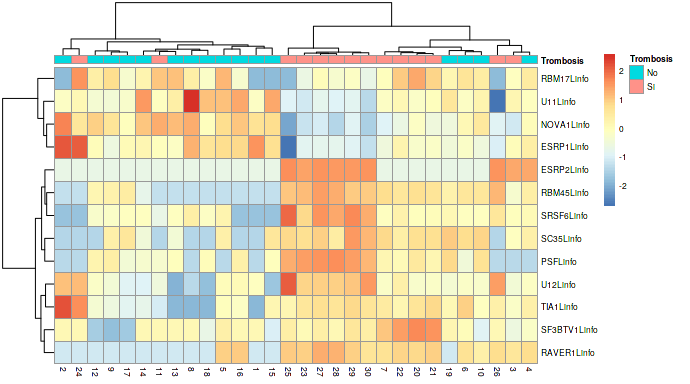 Trombosis
RBM17Linfo
U11Linfo
NOVA1Linfo
ESRP1Linfo
ESRP2Linfo
RBM45Linfo
SRSF6Linfo
SC35Linfo
PSFLinfo
U12Linfo
TIA1Linfo
SF3BTV1Linfo
RAVER1Linfo
2 24 12 9 17 14 11 13 8 18 5 16 1 15 25 23 27 28 29 30 7 22 20 21 19 6 10 26 3 4
2
1
0
-1
-2
Trombosis
No
SI